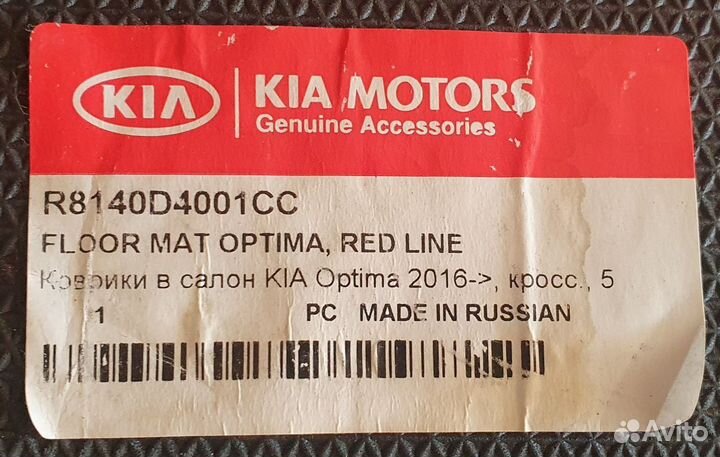 KIA
KIA MOTORS
Genuine Accessories
R8140D4001CC
FLOOR MAT OPTIMA, RED LINE
Коврики в салон KIA Optima 2016->, кросс., 5
1 PC MADE IN RUSSIAN
Avito